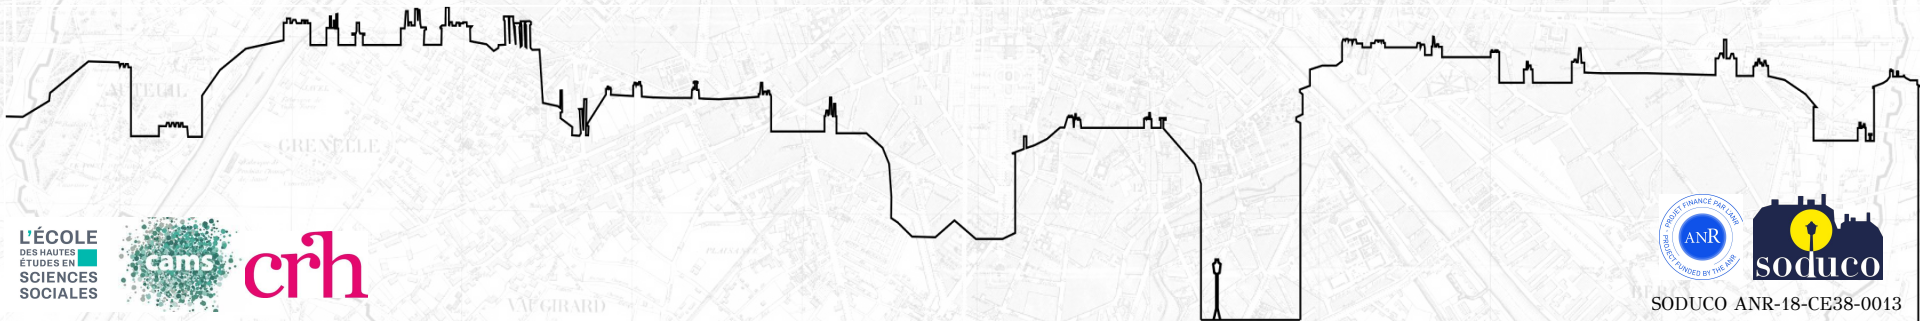 AUTEUIL
GRENELLE
VAUGIRARD
L'ÉCOLE
DES HAUTES
ÉTUDES EN
SCIENCES
SOCIALES
cams
crh
PROJET FINANCÉ PAR L'ANR
PROJECT FUNDED BY THE ANR
ANR
soduco
SODUCO ANR-18-CE38-0013